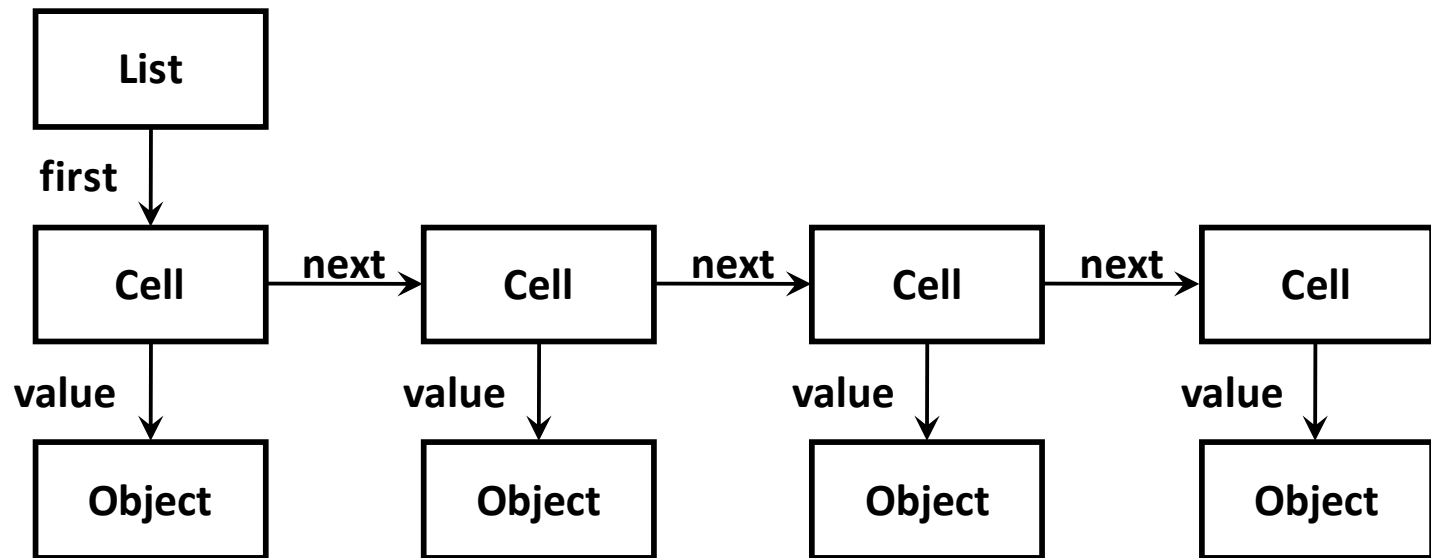 List
first
Cell next Cell next Cell next Cell
value value value value
Object Object Object Object